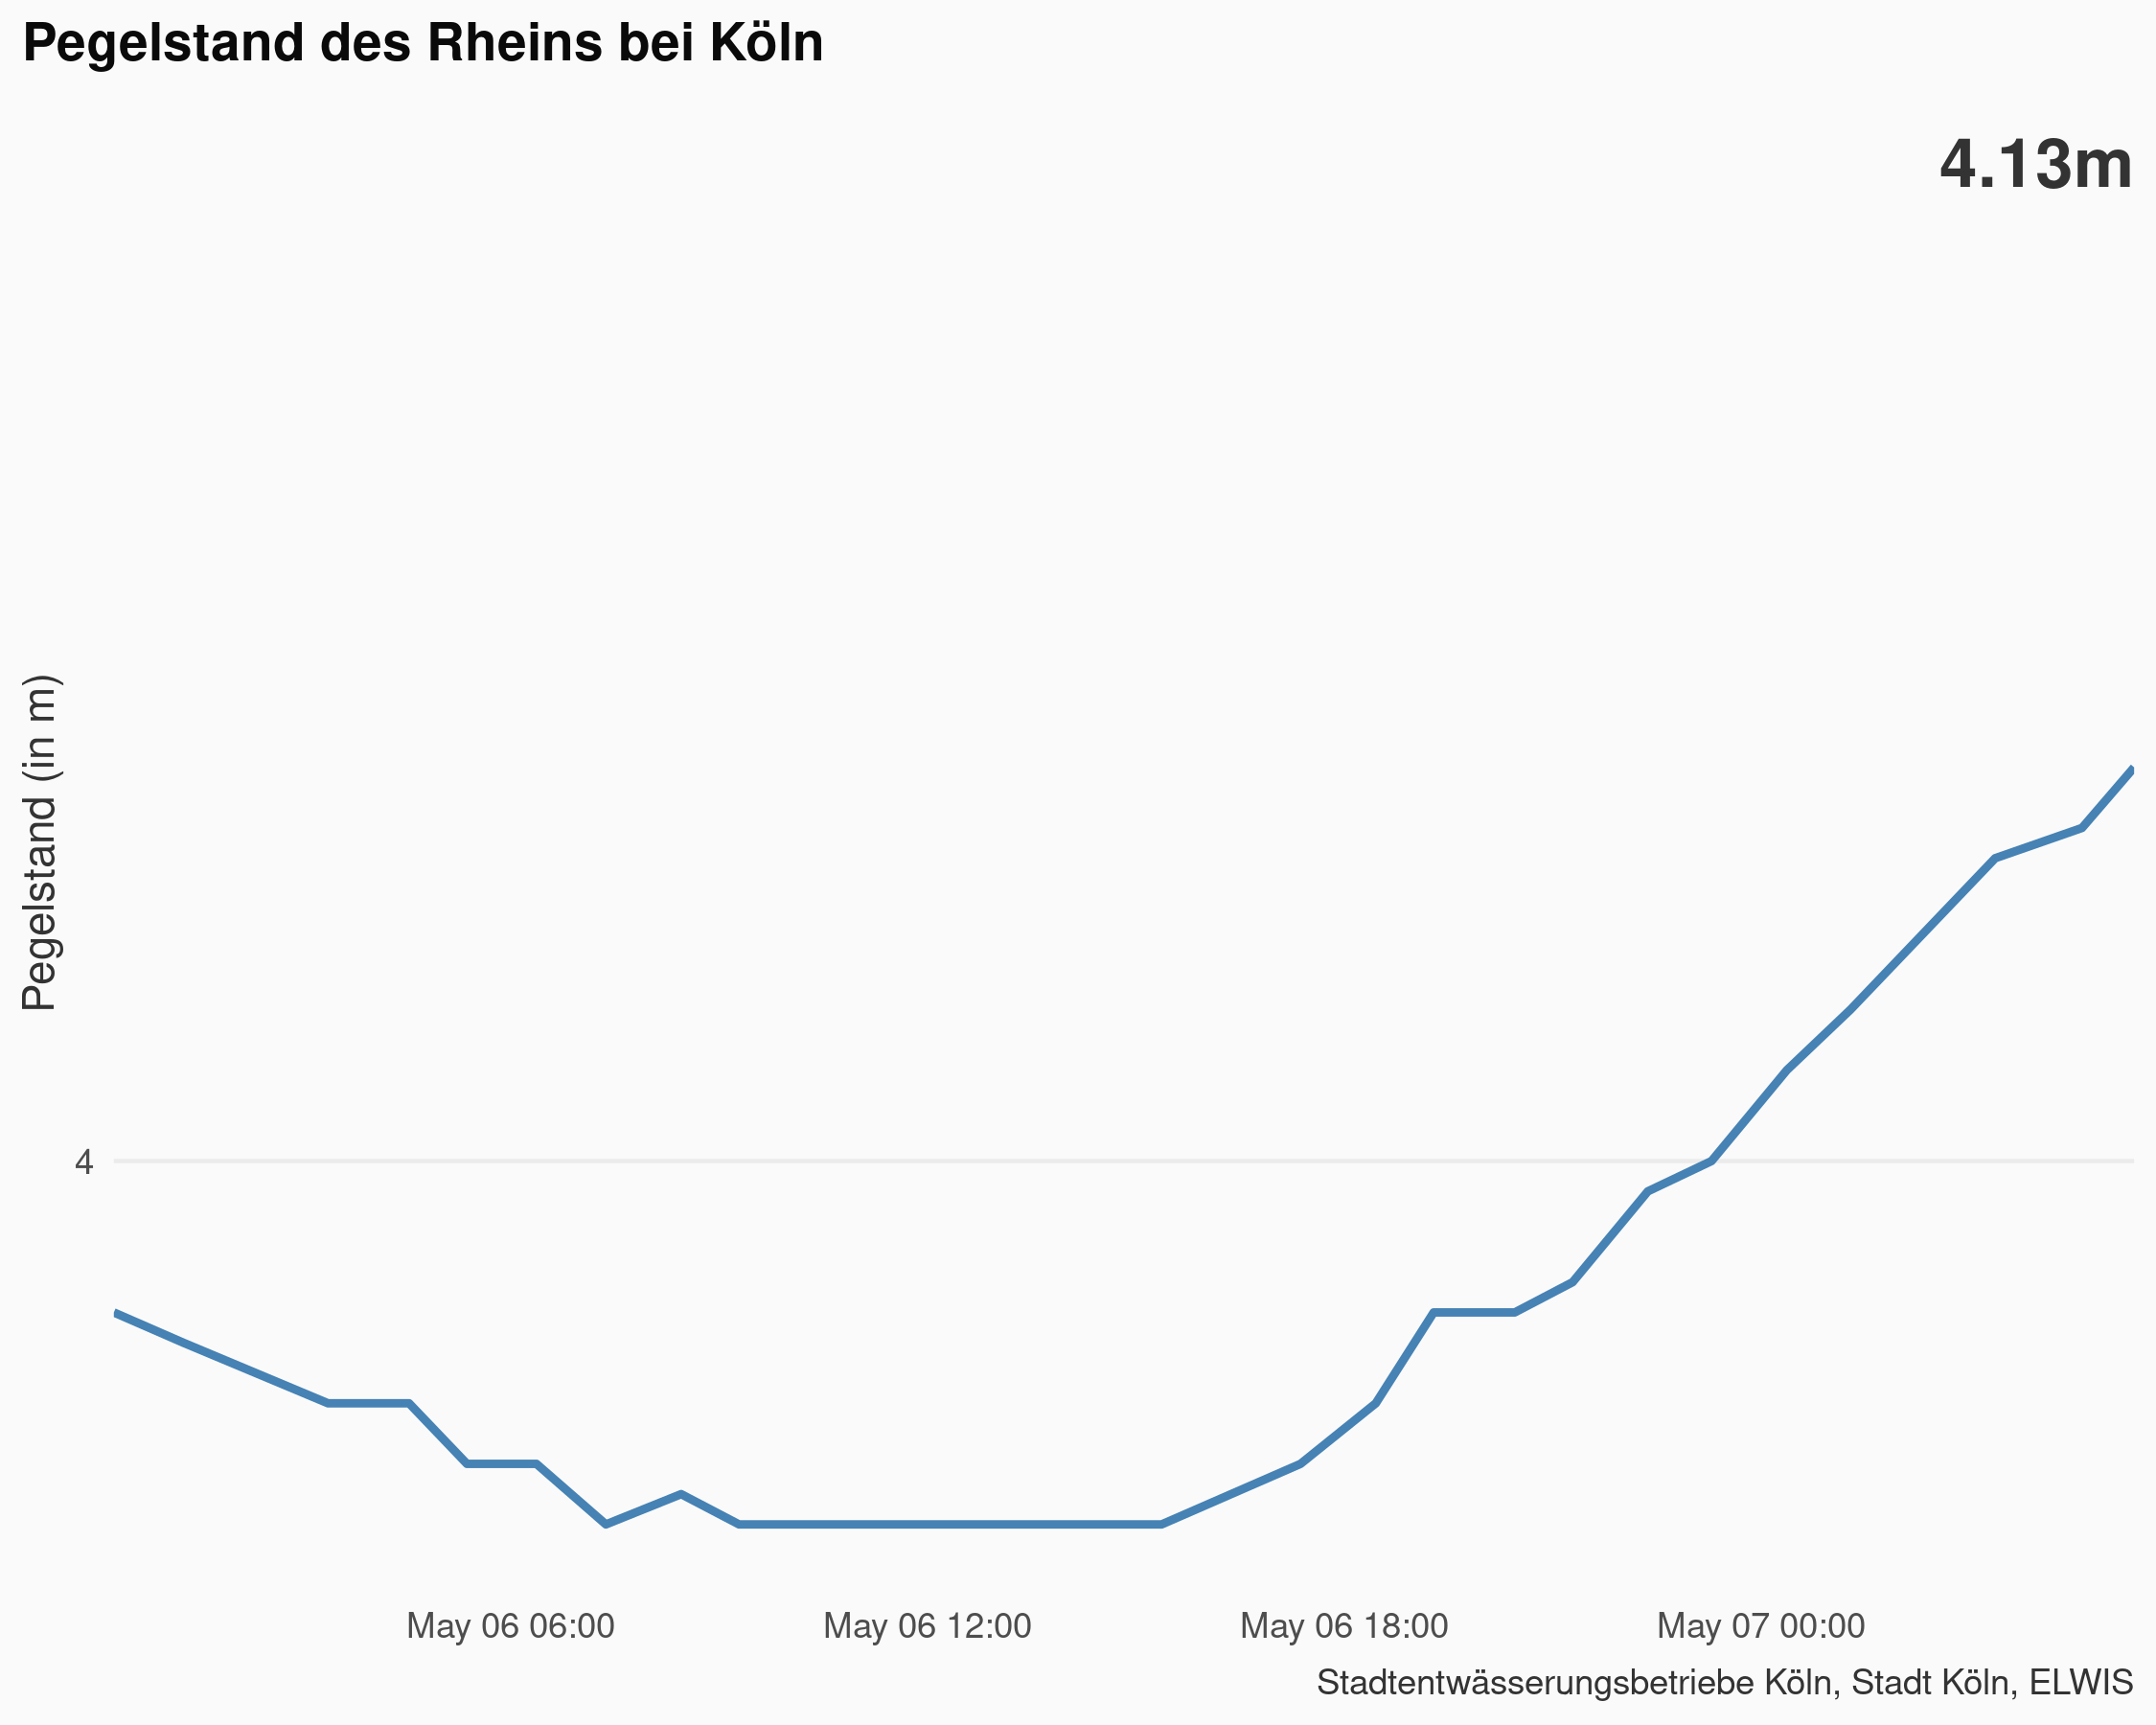 Pegelstand des Rheins bei Köln
4.13m
Pegelstand (in m)
4
May 06 06:00
May 06 12:00
May 06 18:00
May 07 00:00
Stadtentwässerungsbetriebe Köln, Stadt Köln, ELWIS